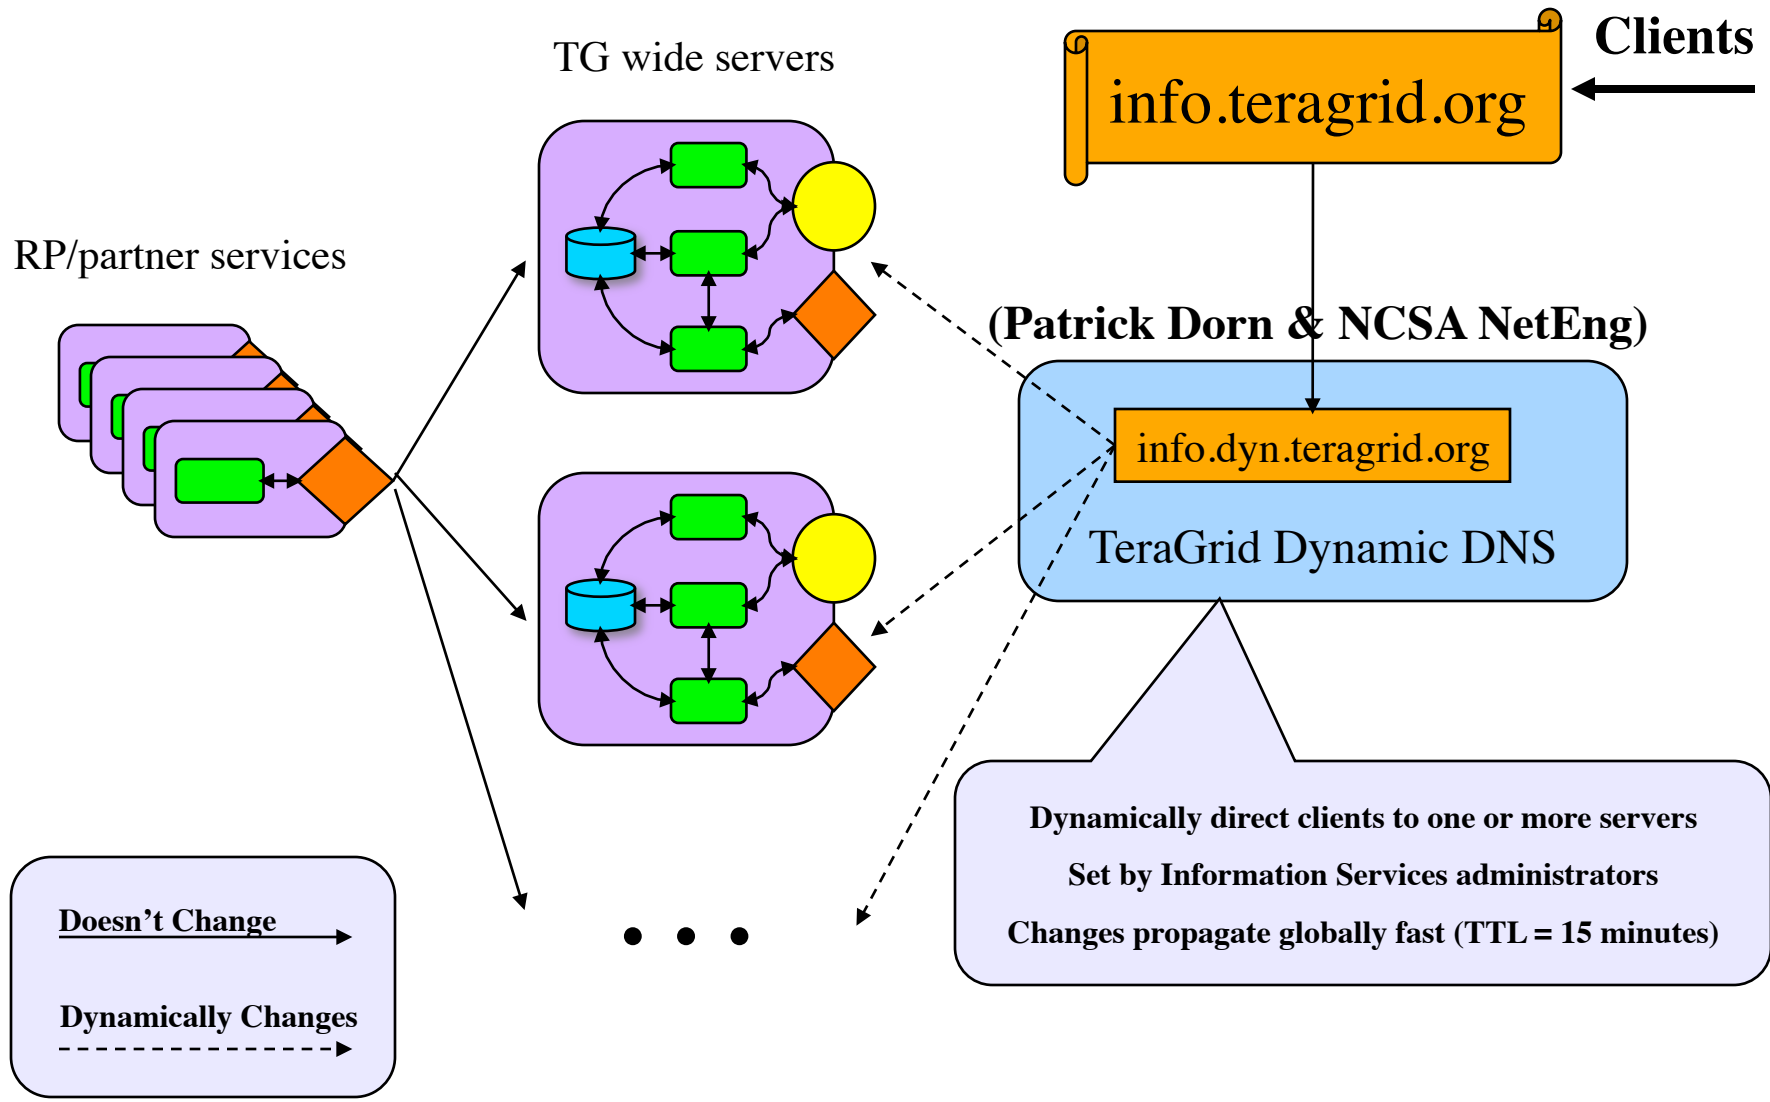 TG wide servers
Clients
info.teragrid.org
RP/partner services
(Patrick Dorn & NCSA NetEng)
info.dyn.teragrid.org
TeraGrid Dynamic DNS
Dynamically direct clients to one or more servers
Set by Information Services administrators
Changes propagate globally fast (TTL = 15 minutes)
Doesn’t Change
Dynamically Changes